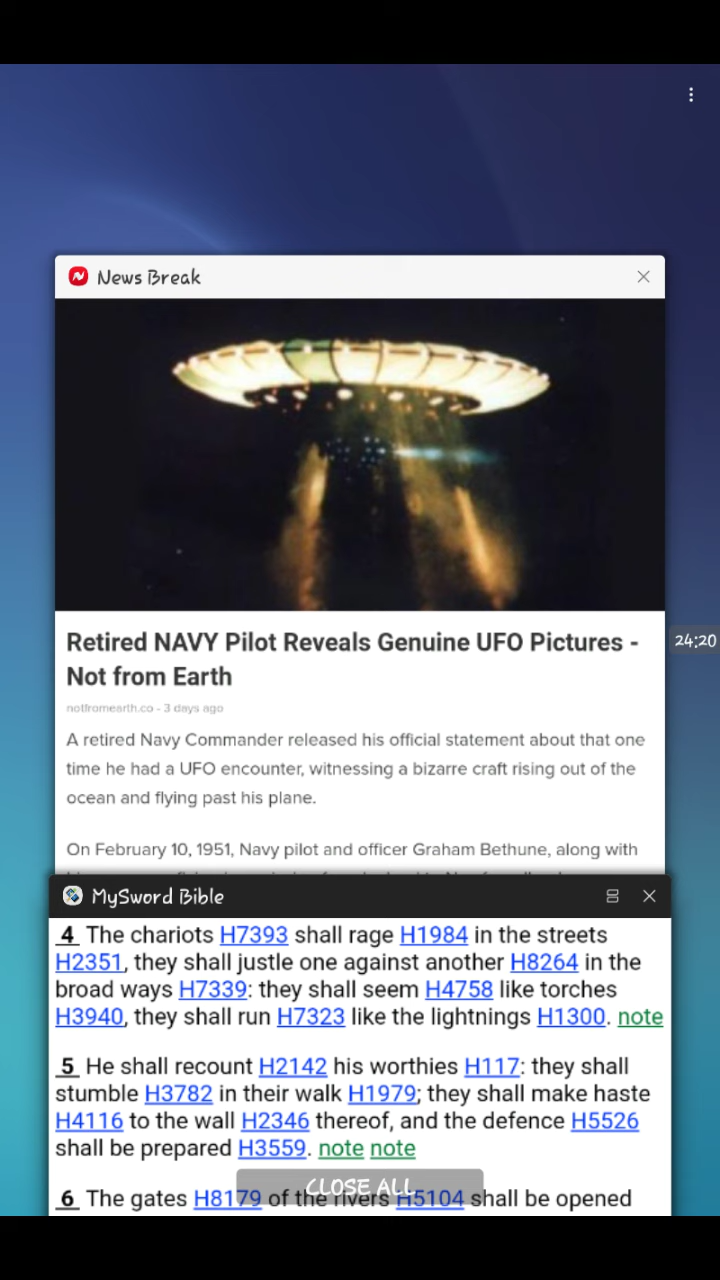 News Break
Retired NAVY Pilot Reveals Genuine UFO Pictures -
Not from Earth
24:20
notfromearth.co - 3 days ago
A retired Navy Commander released his official statement about that one
time he had a UFO encounter, witnessing a bizarre craft rising out of the
ocean and flying past his plane.
On February 10, 1951, Navy pilot and officer Graham Bethune, along with
MySword Bible
4 The chariots H7393 shall rage H1984 in the streets
H2351, they shall justle one against another H8264 in the
broad ways H7339: they shall seem H4758 like torches
H3940, they shall run H7323 like the lightnings H1300. note
5 He shall recount H2142 his worthies H117: they shall
stumble H3782 in their walk H1979; they shall make haste
H4116 to the wall H2346 thereof, and the defence H5526
shall be prepared H3559. note note
CLOSE ALL
6 The gates H8179 of the rivers H5104 shall be opened